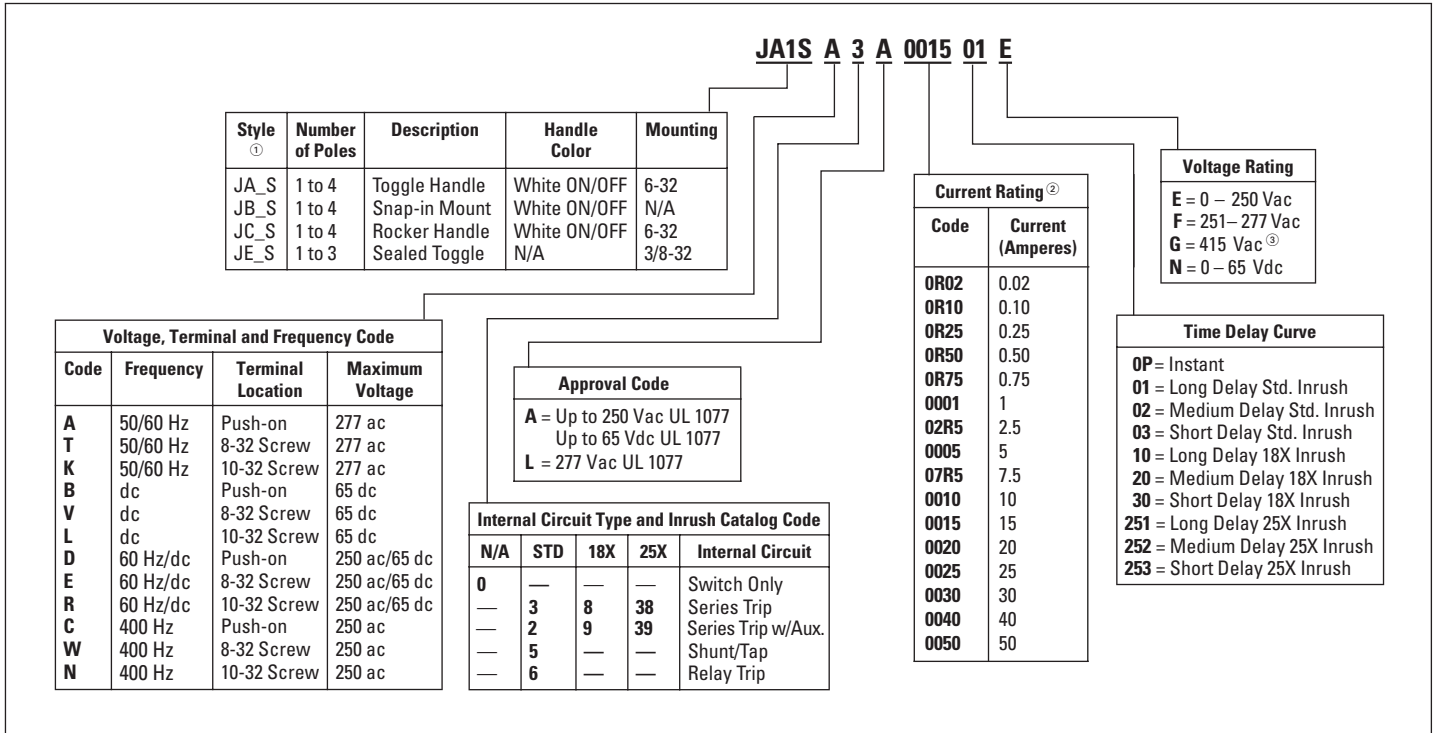 JA1S A 3 A 0015 01 E
Style ① Number of Poles Description Handle Color Mounting
JA_S 1 to 4 Toggle Handle White ON/OFF 6-32
JB_S 1 to 4 Snap-in Mount White ON/OFF N/A
JC_S 1 to 4 Rocker Handle White ON/OFF 6-32
JE_S 1 to 3 Sealed Toggle N/A 3/8-32
Voltage, Terminal and Frequency Code
Code Frequency Terminal Location Maximum Voltage
A 50/60 Hz Push-on 277 ac
T 50/60 Hz 8-32 Screw 277 ac
K 50/60 Hz 10-32 Screw 277 ac
B dc Push-on 65 dc
V dc 8-32 Screw 65 dc
L dc 10-32 Screw 65 dc
D 60 Hz/dc Push-on 250 ac/65 dc
E 60 Hz/dc 8-32 Screw 250 ac/65 dc
R 60 Hz/dc 10-32 Screw 250 ac/65 dc
C 400 Hz Push-on 250 ac
W 400 Hz 8-32 Screw 250 ac
N 400 Hz 10-32 Screw 250 ac
Approval Code
A = Up to 250 Vac UL 1077
Up to 65 Vdc UL 1077
L = 277 Vac UL 1077
Internal Circuit Type and Inrush Catalog Code
N/A STD 18X 25X Internal Circuit
0 — — — Switch Only
— 3 8 38 Series Trip
— 2 9 39 Series Trip w/Aux.
— 5 — — Shunt/Tap
— 6 — — Relay Trip
Current Rating ②
Code Current (Amperes)
0R02 0.02
0R10 0.10
0R25 0.25
0R50 0.50
0R75 0.75
0001 1
02R5 2.5
0005 5
07R5 7.5
0010 10
0015 15
0020 20
0025 25
0030 30
0040 40
0050 50
Voltage Rating
E = 0 – 250 Vac
F = 251– 277 Vac
G = 415 Vac ③
N = 0 – 65 Vdc
Time Delay Curve
0P = Instant
01 = Long Delay Std. Inrush
02 = Medium Delay Std. Inrush
03 = Short Delay Std. Inrush
10 = Long Delay 18X Inrush
20 = Medium Delay 18X Inrush
30 = Short Delay 18X Inrush
251 = Long Delay 25X Inrush
252 = Medium Delay 25X Inrush
253 = Short Delay 25X Inrush